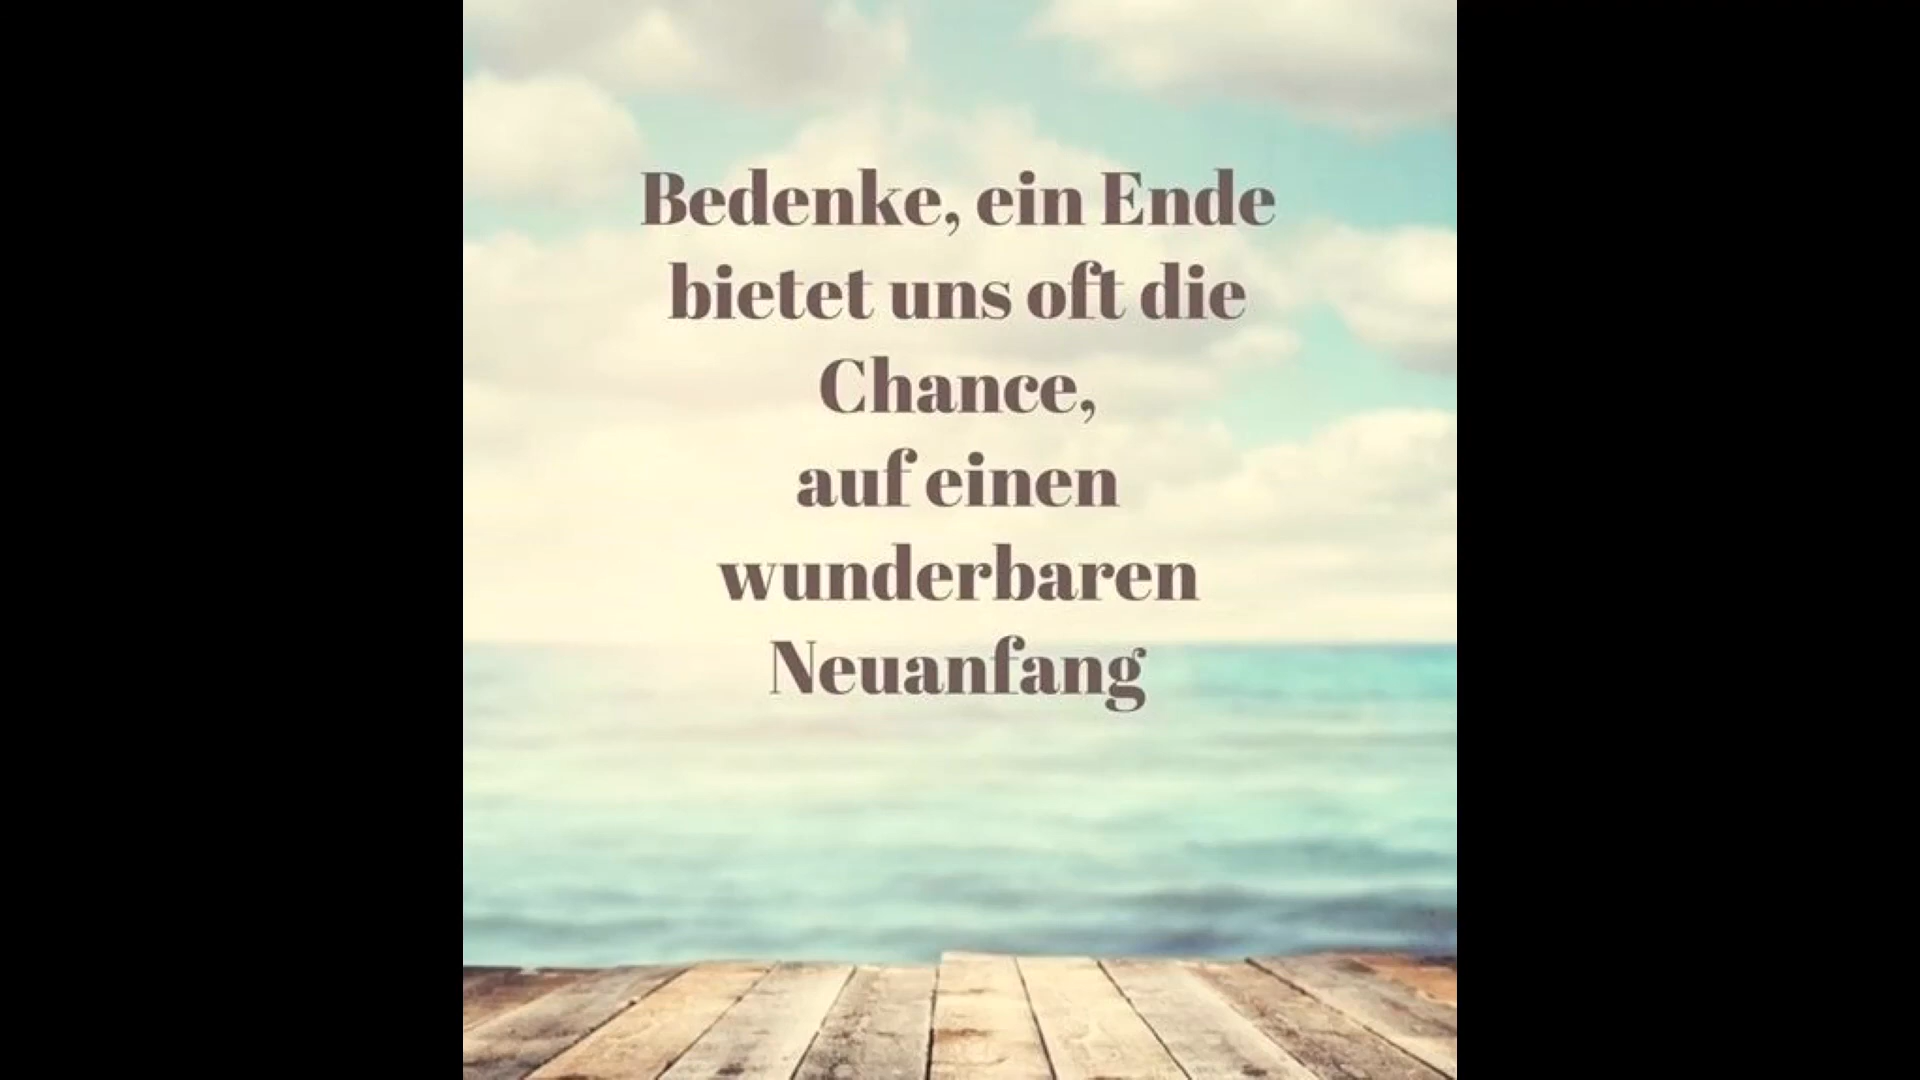 Bedenke, ein Ende
bietet uns oft die
Chance,
auf einen
wunderbaren
Neuanfang